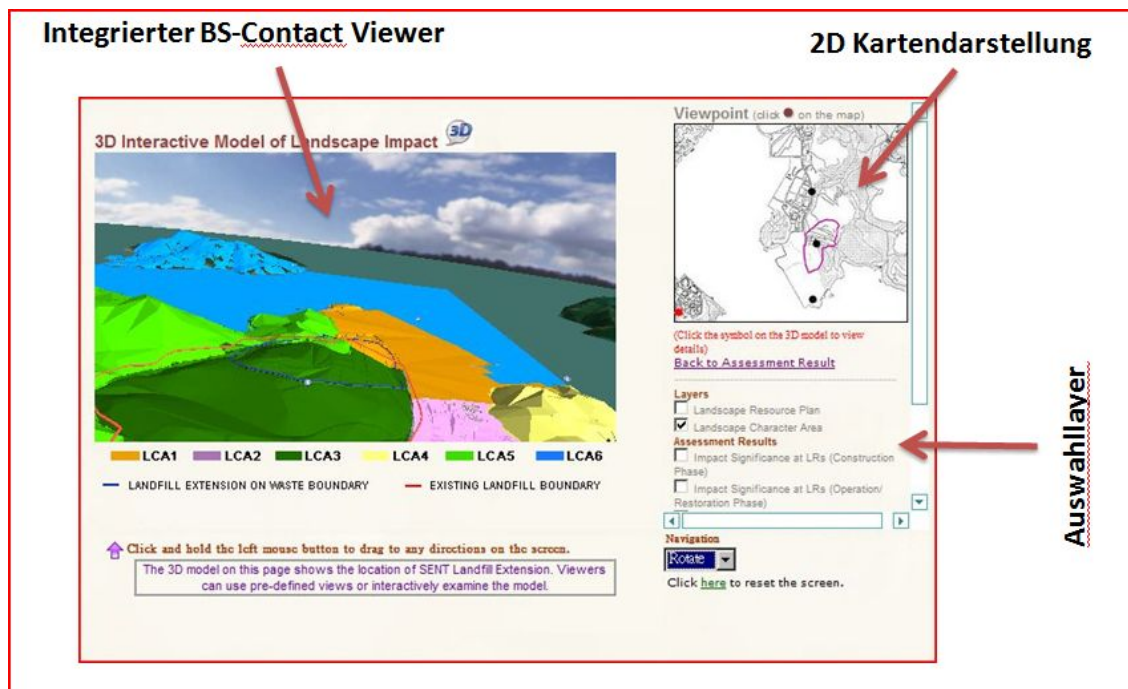 Integrierter BS-Contact Viewer
2D Kartendarstellung
3D Interactive Model of Landscape Impact 3D
LCA1 LCA2 LCA3 LCA4 LCA5 LCA6
LANDFILL EXTENSION ON WASTE BOUNDARY EXISTING LANDFILL BOUNDARY
Click and hold the left mouse button to drag to any directions on the screen.
The 3D model on this page shows the location of SENT Landfill Extension. Viewers
can use pre-defined views or interactively examine the model.
Viewpoint (click ● on the map)
(Click the symbol on the 3D model to view
details)
Back to Assessment Result
Layers
Landscape Resource Plan
Landscape Character Area
Assessment Results
Impact Significance at LRs (Construction
Phase)
Impact Significance at LRs (Operation/
Restoration Phase)
Navigation
Rotate
Click here to reset the screen.
Auswahllayer